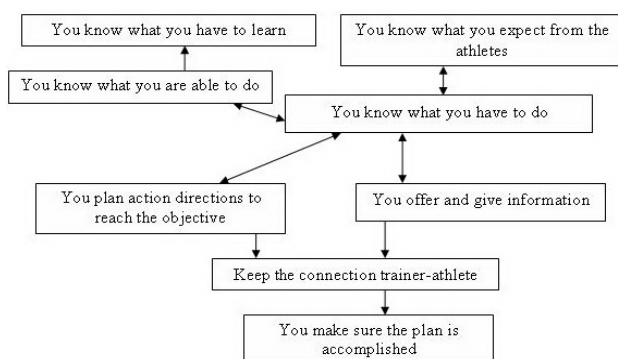 You know what you have to learn
You know what you expect from the
athletes
You know what you are able to do
You know what you have to do
You plan action directions to
reach the objective
You offer and give information
Keep the connection trainer-athlete
You make sure the plan is
accomplished